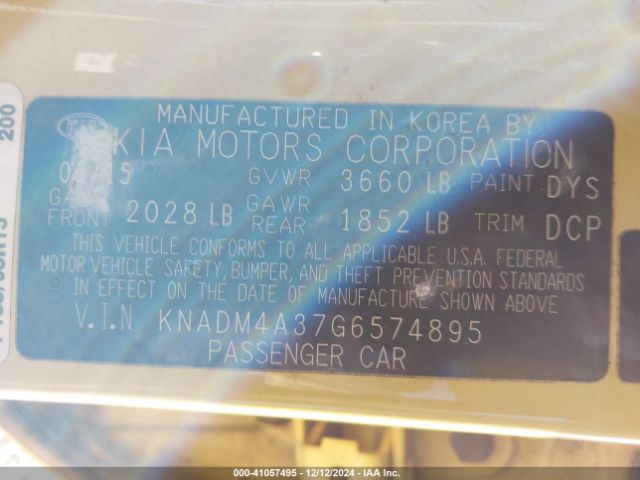 MANUFACTURED IN KOREA BY
KIA MOTORS CORPORATION
GVWR 3660 LB PAINT DYS
FRONT 2028 LB GAWR REAR 1852 LB TRIM DCP
THIS VEHICLE CONFORMS TO ALL APPLICABLE U.S.A. FEDERAL
MOTOR VEHICLE SAFETY, BUMPER, AND THEFT PREVENTION STANDARDS
IN EFFECT ON THE DATE OF MANUFACTURE SHOWN ABOVE
V.I.N KNADM4A37G6574895
PASSENGER CAR
200
000-41057495 - 12/12/2024 - IAA Inc.